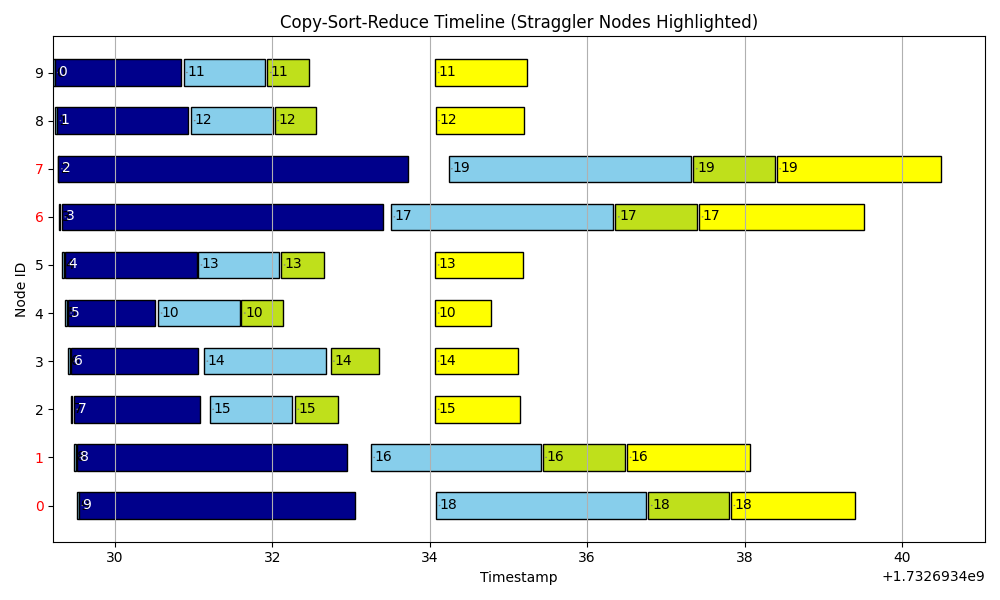 Copy-Sort-Reduce Timeline (Straggler Nodes Highlighted)
9 0 11 11 11
8 1 12 12 12
7 2 19 19 19
6 3 17 17 17
5 4 13 13 13
4 5 10 10 10
3 6 14 14 14
2 7 15 15 15
1 8 16 16 16
0 9 18 18 18
Node ID
30 32 34 36 38 40
Timestamp
+1.7326934e9